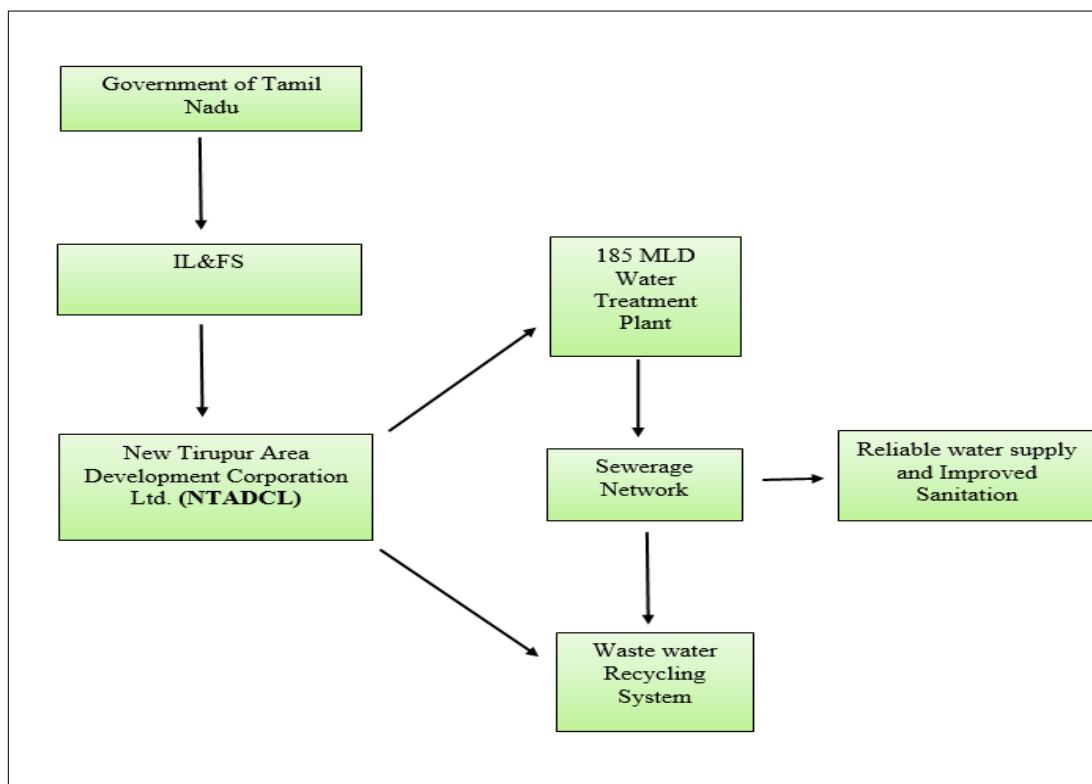 Government of Tamil
Nadu
IL&FS
New Tirupur Area
Development Corporation
Ltd. (NTADCL)
185 MLD
Water
Treatment
Plant
Sewerage
Network
Reliable water supply
and Improved
Sanitation
Waste water
Recycling
System